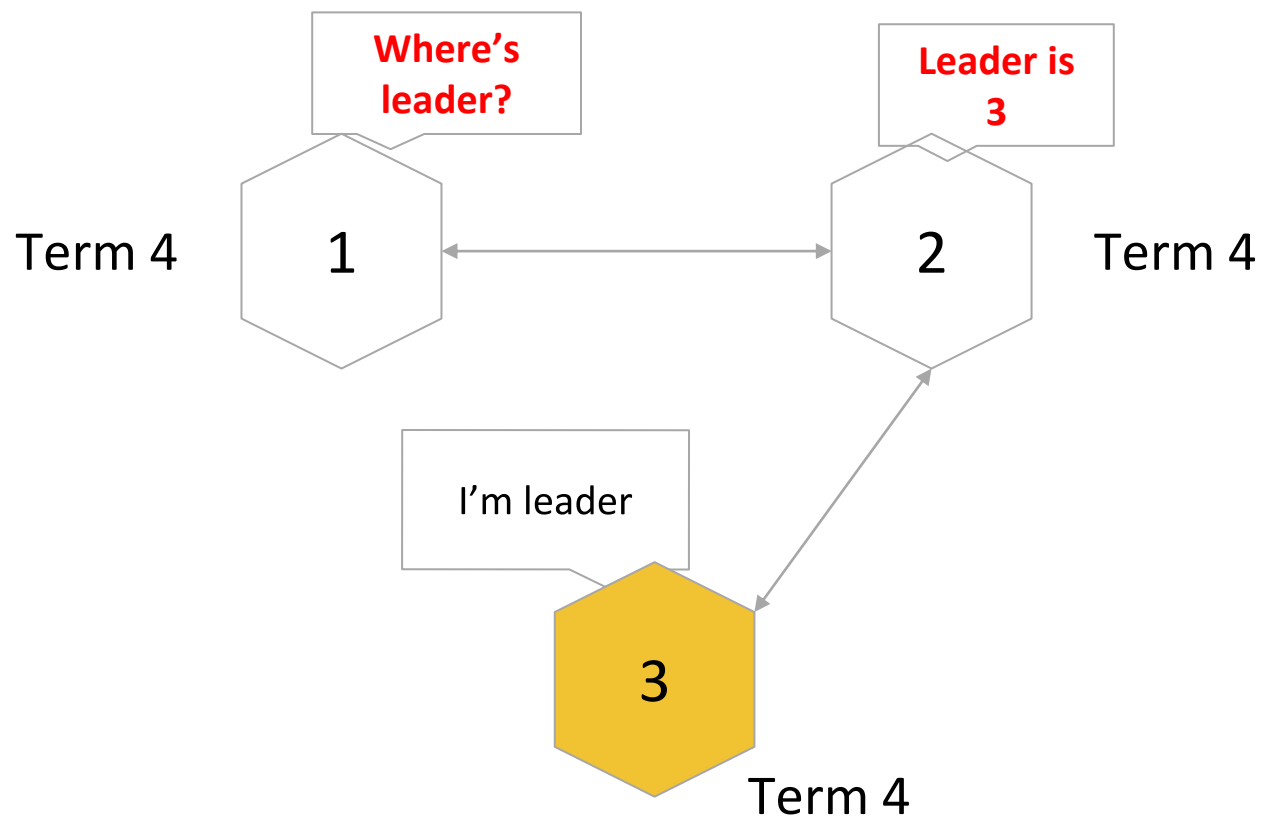 Where’s
leader?
Leader is
3
Term 4
1
2
Term 4
I’m leader
3
Term 4